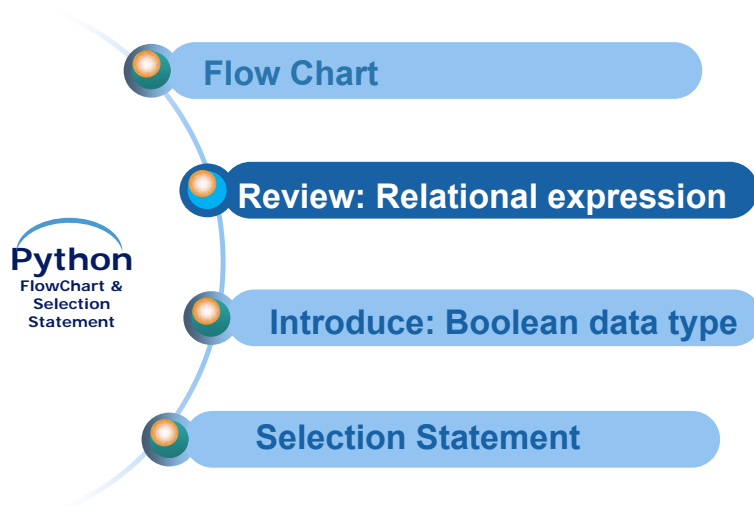 Flow Chart
Review: Relational expression
Python
FlowChart &
Selection
Statement
Introduce: Boolean data type
Selection Statement